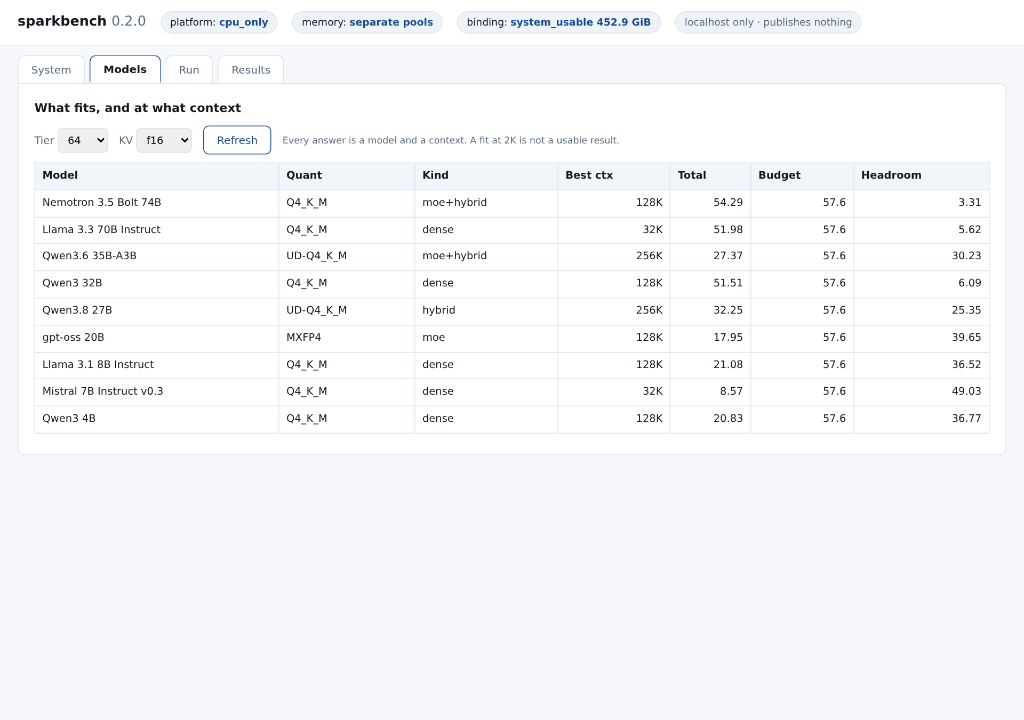 sparkbench 0.2.0 platform: cpu_only memory: separate pools binding: system_usable 452.9 GiB localhost only · publishes nothing
System Models Run Results
What fits, and at what context
Tier 64 KV f16 Refresh Every answer is a model and a context. A fit at 2K is not a usable result.
Model Quant Kind Best ctx Total Budget Headroom
Nemotron 3.5 Bolt 74B Q4_K_M moe+hybrid 128K 54.29 57.6 3.31
Llama 3.3 70B Instruct Q4_K_M dense 32K 51.98 57.6 5.62
Qwen3.6 35B-A3B UD-Q4_K_M moe+hybrid 256K 27.37 57.6 30.23
Qwen3 32B Q4_K_M dense 128K 51.51 57.6 6.09
Qwen3.8 27B UD-Q4_K_M hybrid 256K 32.25 57.6 25.35
gpt-oss 20B MXFP4 moe 128K 17.95 57.6 39.65
Llama 3.1 8B Instruct Q4_K_M dense 128K 21.08 57.6 36.52
Mistral 7B Instruct v0.3 Q4_K_M dense 32K 8.57 57.6 49.03
Qwen3 4B Q4_K_M dense 128K 20.83 57.6 36.77